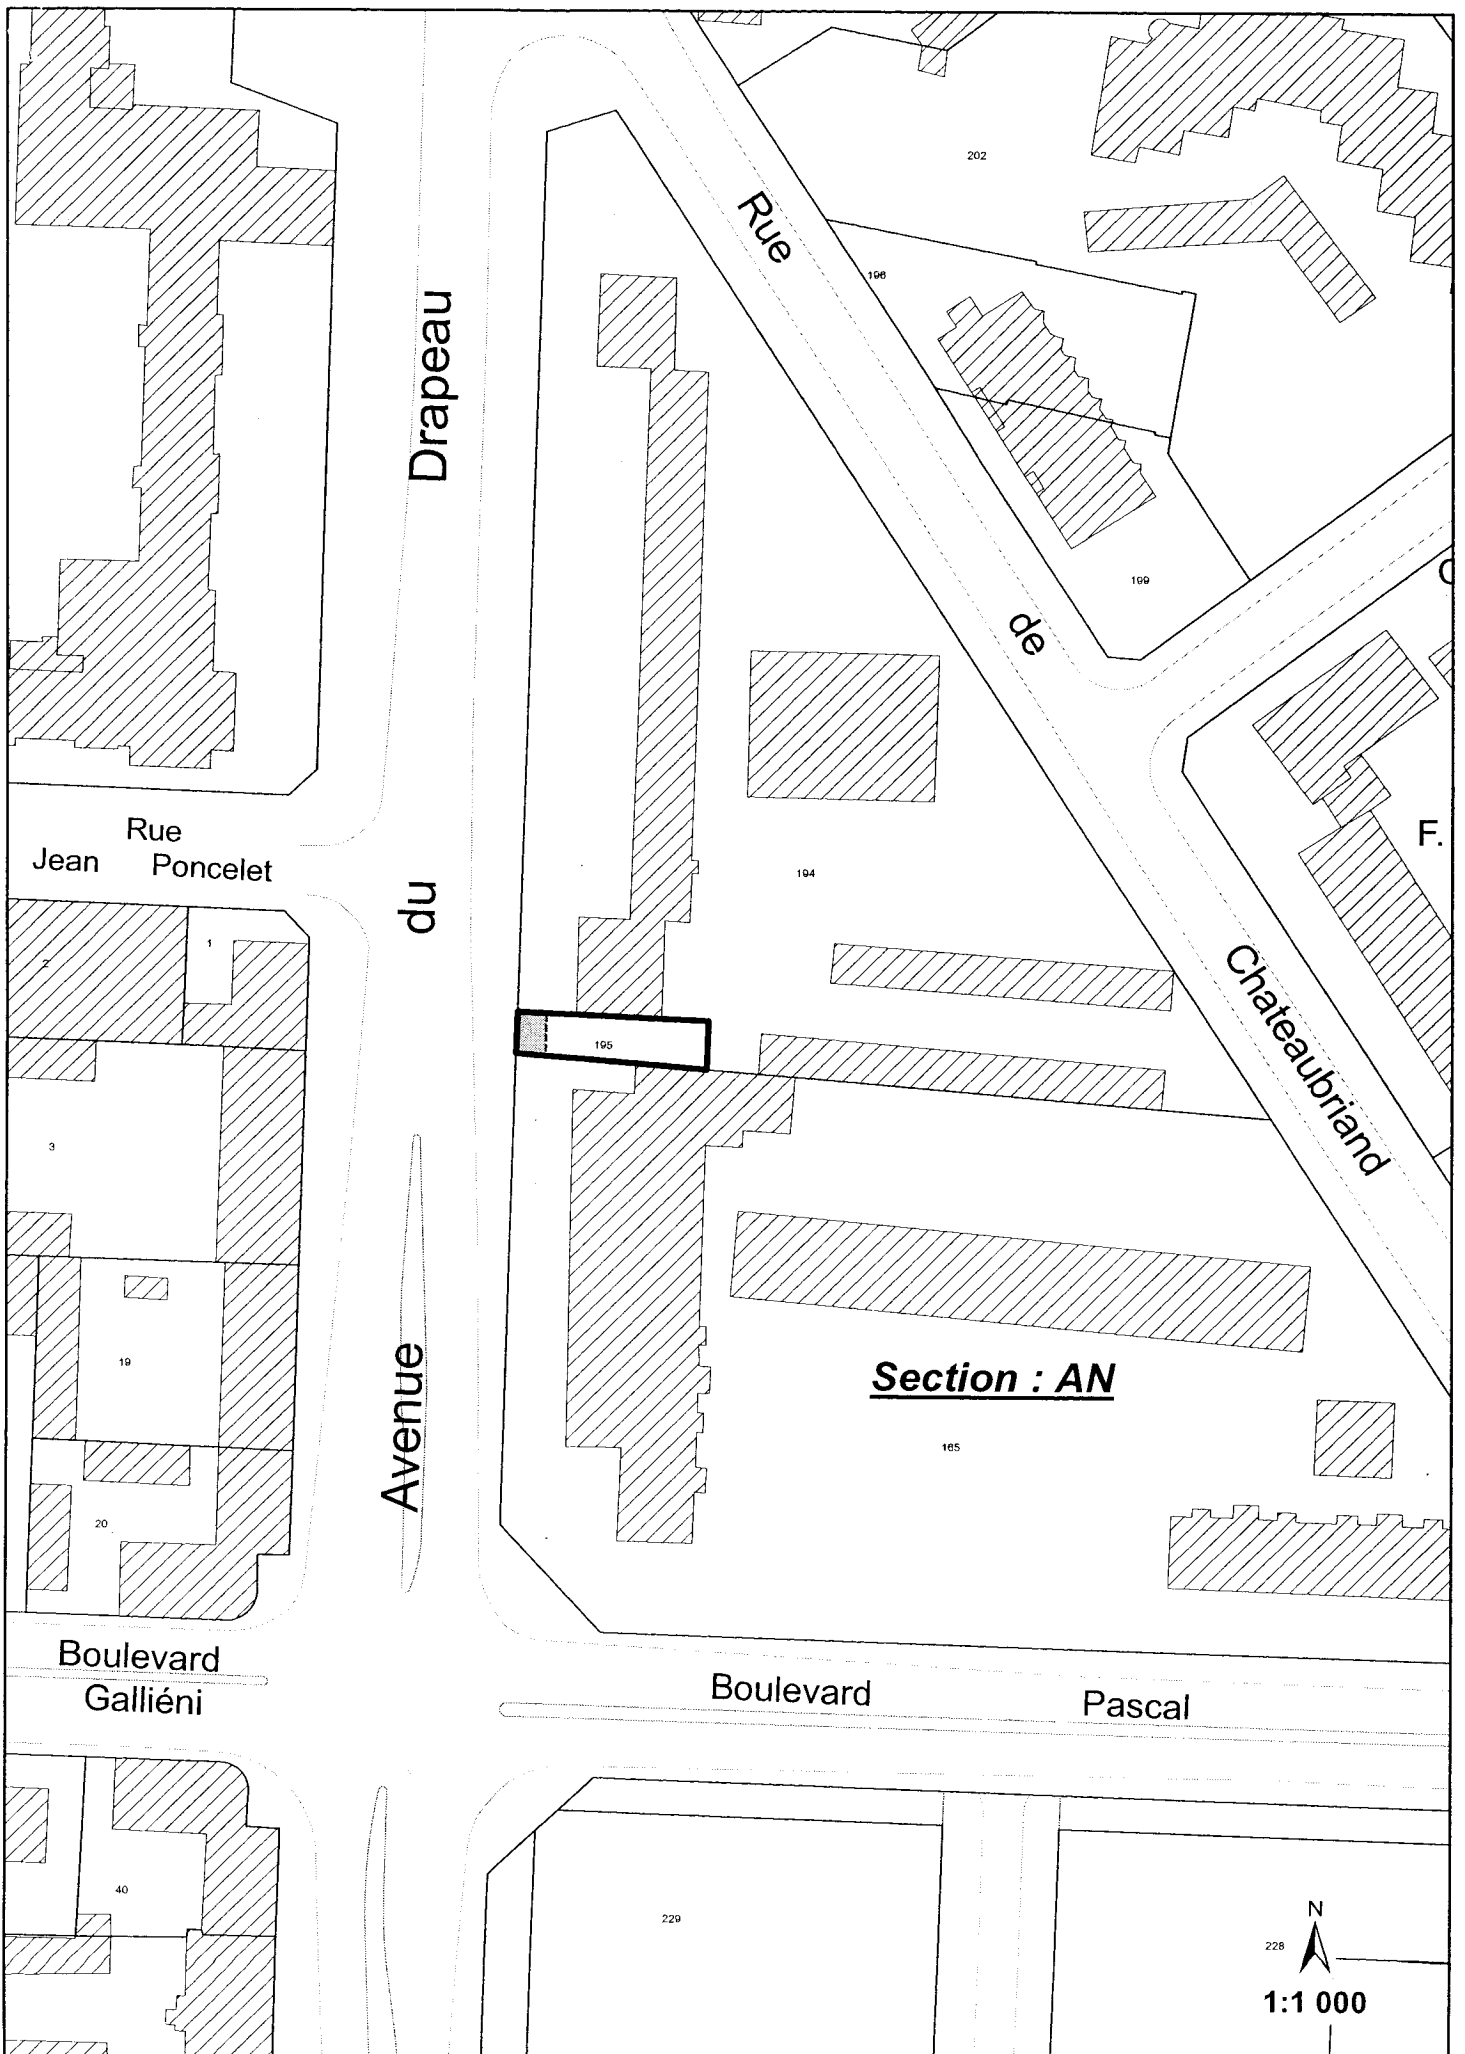 202
Rue
196
Drapeau
C
199
de
Rue
Jean Poncelet
F.
194
du
1
2
Chateaubriand
195
3
Section : AN
19
Avenue
165
20
Boulevard
Galliéni
Boulevard Pascal
40
229
N
228
1:1 000